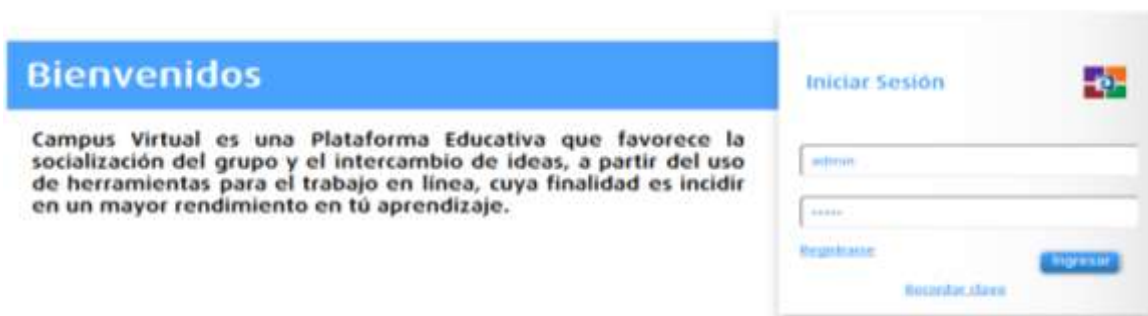 Bienvenidos
Campus Virtual es una Plataforma Educativa que favorece la
socialización del grupo y el intercambio de ideas, a partir del uso
de herramientas para el trabajo en línea, cuya finalidad es incidir
en un mayor rendimiento en tú aprendizaje.
Iniciar Sesión
admin
•••••
Registrarse
Ingresar
Recordar clave